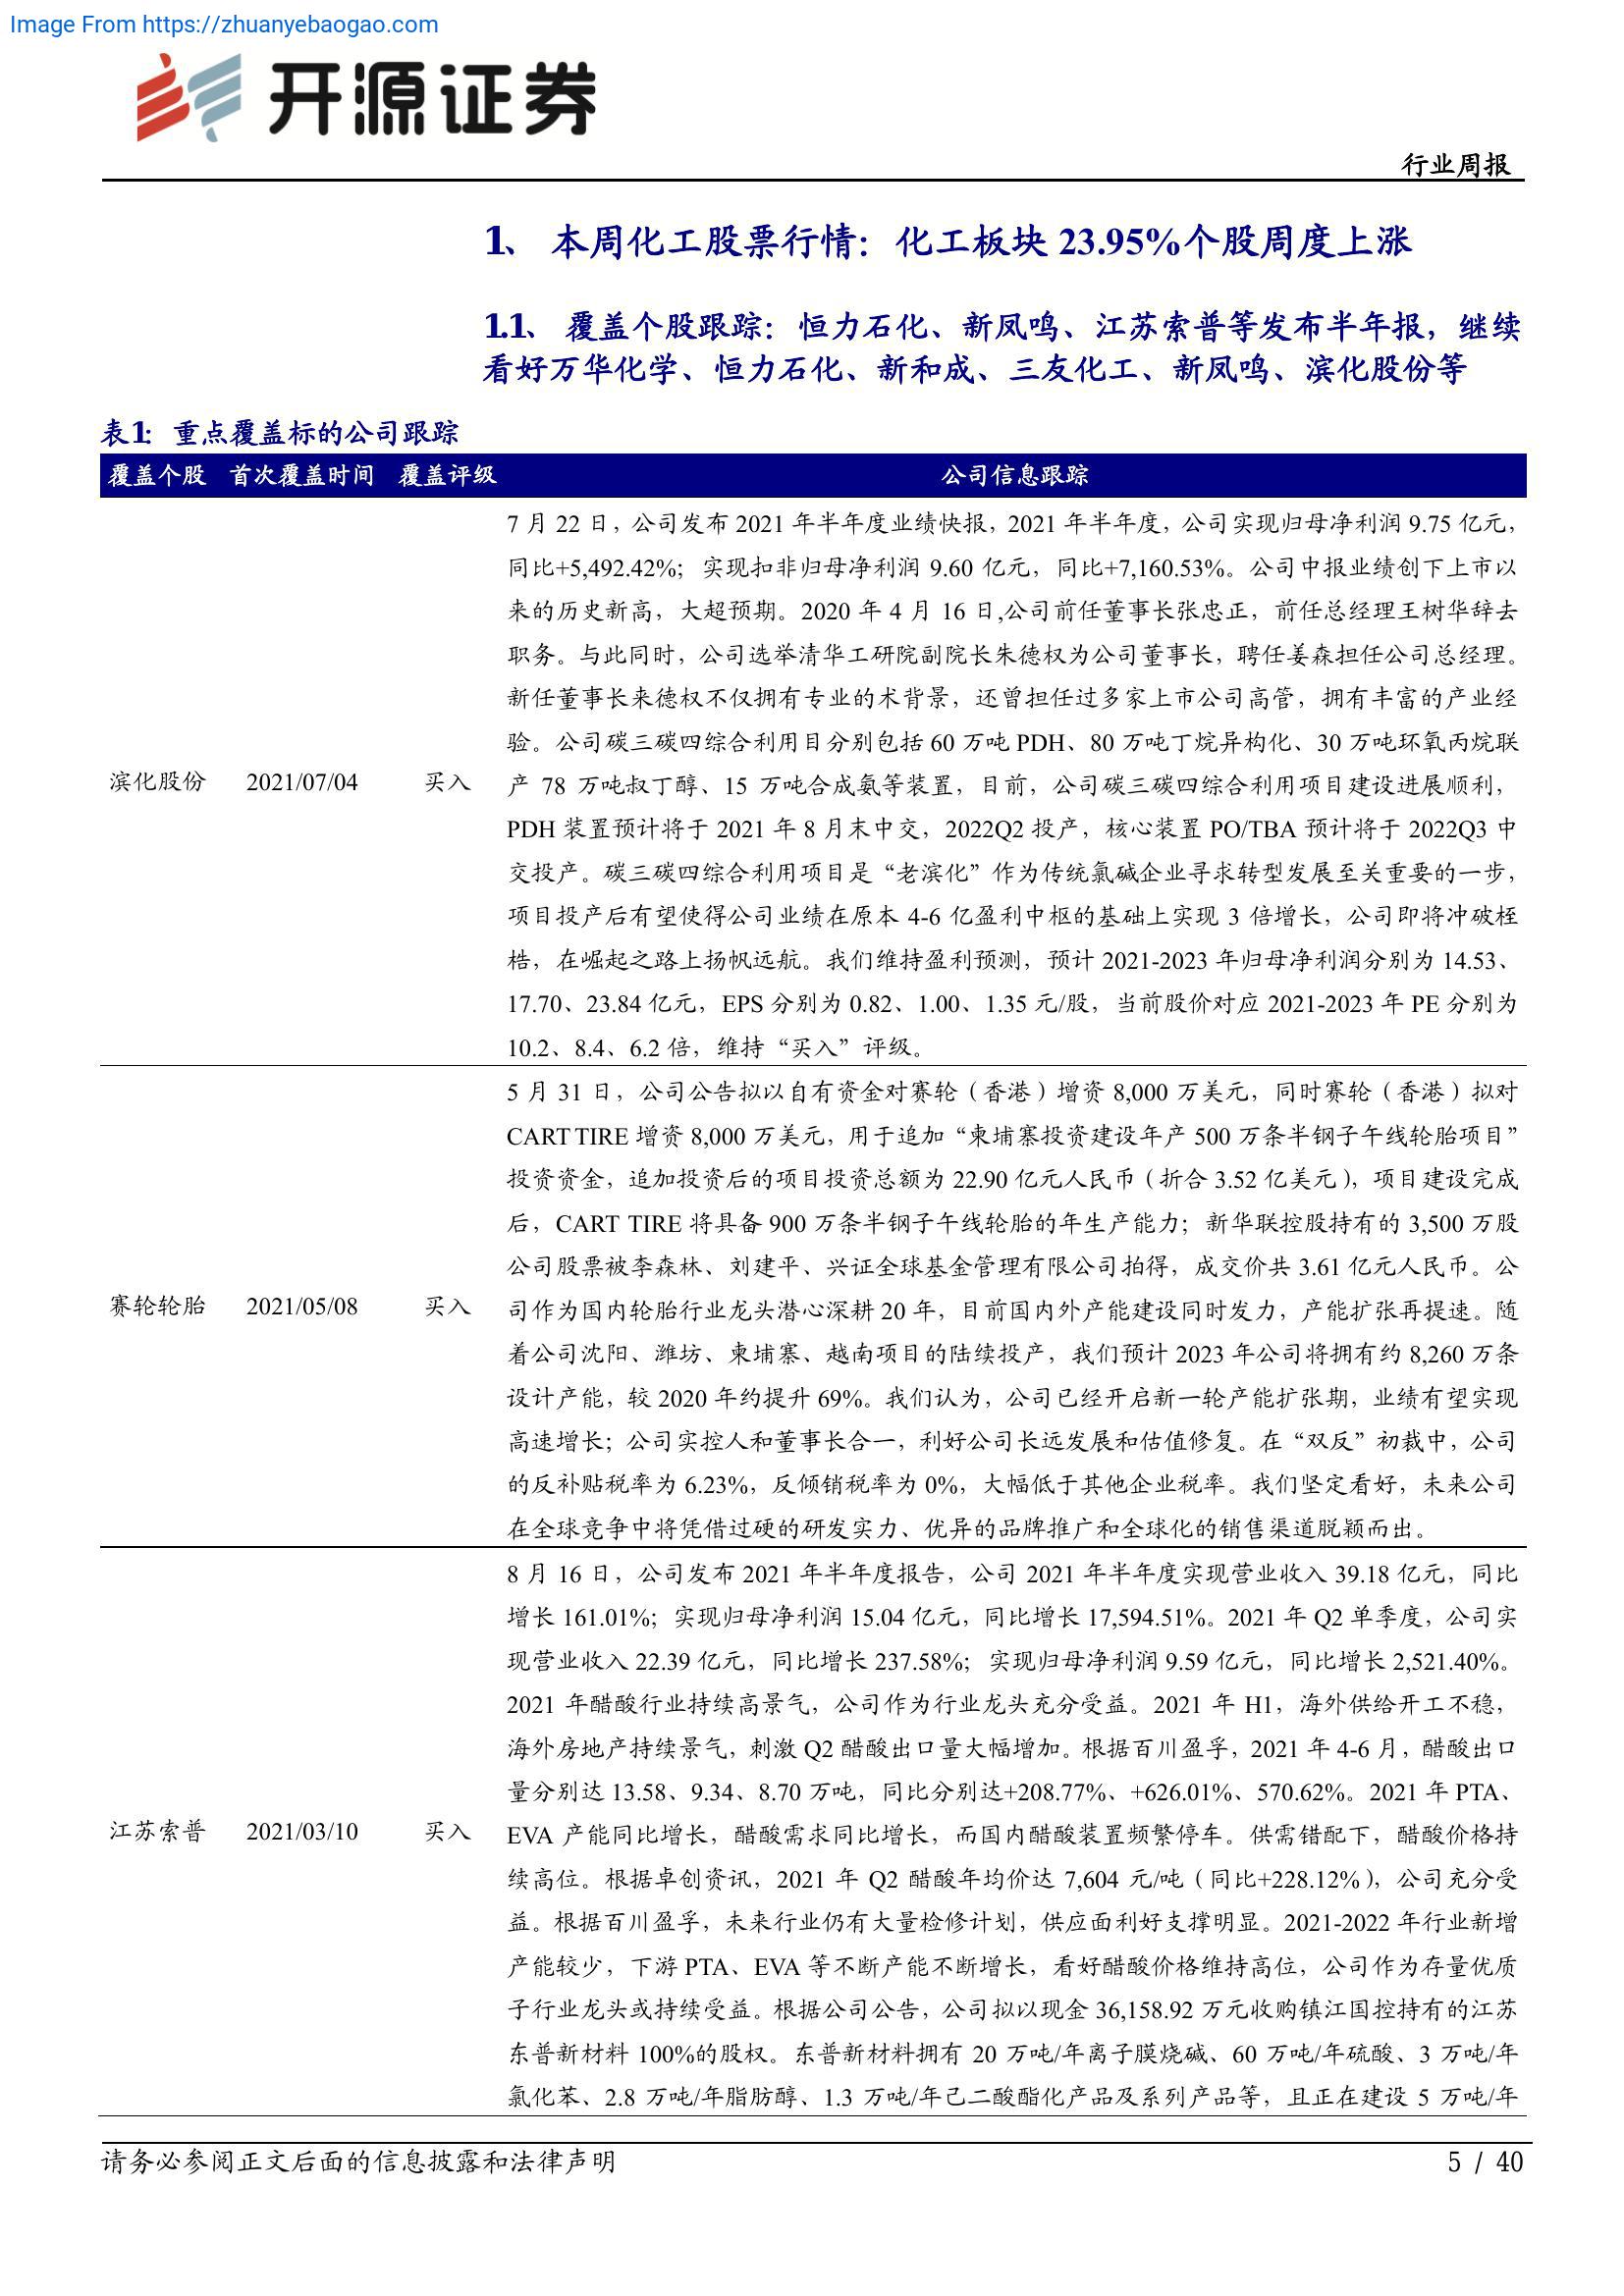 Image From https://zhuanyebaogao.com
开源证券
行业周报
1、 本周化工股票行情：化工板块 23.95%个股周度上涨
1.1、 覆盖个股跟踪：恒力石化、新凤鸣、江苏索普等发布半年报，继续
看好万华化学、恒力石化、新和成、三友化工、新凤鸣、滨化股份等
表1： 重点覆盖标的公司跟踪
覆盖个股 首次覆盖时间 覆盖评级 公司信息跟踪
7 月 22 日，公司发布 2021 年半年度业绩快报，2021 年半年度，公司实现归母净利润 9.75 亿元，
同比+5,492.42%；实现扣非归母净利润 9.60 亿元，同比+7,160.53%。公司中报业绩创下上市以
来的历史新高，大超预期。2020 年 4 月 16 日,公司前任董事长张忠正，前任总经理王树华辞去
职务。与此同时，公司选举清华工研院副院长朱德权为公司董事长，聘任姜森担任公司总经理。
新任董事长来德权不仅拥有专业的术背景，还曾担任过多家上市公司高管，拥有丰富的产业经
验。公司碳三碳四综合利用目分别包括 60 万吨 PDH、80 万吨丁烷异构化、30 万吨环氧丙烷联
滨化股份 2021/07/04 买入 产 78 万吨叔丁醇、15 万吨合成氨等装置，目前，公司碳三碳四综合利用项目建设进展顺利，
PDH 装置预计将于 2021 年 8 月末中交，2022Q2 投产，核心装置 PO/TBA 预计将于 2022Q3 中
交投产。碳三碳四综合利用项目是“老滨化”作为传统氯碱企业寻求转型发展至关重要的一步，
项目投产后有望使得公司业绩在原本 4-6 亿盈利中枢的基础上实现 3 倍增长，公司即将冲破桎
梏，在崛起之路上扬帆远航。我们维持盈利预测，预计 2021-2023 年归母净利润分别为 14.53、
17.70、23.84 亿元，EPS 分别为 0.82、1.00、1.35 元/股，当前股价对应 2021-2023 年 PE 分别为
10.2、8.4、6.2 倍，维持“买入”评级。
5 月 31 日，公司公告拟以自有资金对赛轮（香港）增资 8,000 万美元，同时赛轮（香港）拟对
CART TIRE 增资 8,000 万美元，用于追加“柬埔寨投资建设年产 500 万条半钢子午线轮胎项目”
投资资金，追加投资后的项目投资总额为 22.90 亿元人民币（折合 3.52 亿美元），项目建设完成
后，CART TIRE 将具备 900 万条半钢子午线轮胎的年生产能力；新华联控股持有的 3,500 万股
公司股票被李森林、刘建平、兴证全球基金管理有限公司拍得，成交价共 3.61 亿元人民币。公
赛轮轮胎 2021/05/08 买入 司作为国内轮胎行业龙头潜心深耕 20 年，目前国内外产能建设同时发力，产能扩张再提速。随
着公司沈阳、潍坊、柬埔寨、越南项目的陆续投产，我们预计 2023 年公司将拥有约 8,260 万条
设计产能，较 2020 年约提升 69%。我们认为，公司已经开启新一轮产能扩张期，业绩有望实现
高速增长；公司实控人和董事长合一，利好公司长远发展和估值修复。在“双反”初裁中，公司
的反补贴税率为 6.23%，反倾销税率为 0%，大幅低于其他企业税率。我们坚定看好，未来公司
在全球竞争中将凭借过硬的研发实力、优异的品牌推广和全球化的销售渠道脱颖而出。
8 月 16 日，公司发布 2021 年半年度报告，公司 2021 年半年度实现营业收入 39.18 亿元，同比
增长 161.01%；实现归母净利润 15.04 亿元，同比增长 17,594.51%。2021 年 Q2 单季度，公司实
现营业收入 22.39 亿元，同比增长 237.58%；实现归母净利润 9.59 亿元，同比增长 2,521.40%。
2021 年醋酸行业持续高景气，公司作为行业龙头充分受益。2021 年 H1，海外供给开工不稳，
海外房地产持续景气，刺激 Q2 醋酸出口量大幅增加。根据百川盈孚，2021 年 4-6 月，醋酸出口
量分别达 13.58、9.34、8.70 万吨，同比分别达+208.77%、+626.01%、570.62%。2021 年 PTA、
江苏索普 2021/03/10 买入 EVA 产能同比增长，醋酸需求同比增长，而国内醋酸装置频繁停车。供需错配下，醋酸价格持
续高位。根据卓创资讯，2021 年 Q2 醋酸年均价达 7,604 元/吨（同比+228.12%），公司充分受
益。根据百川盈孚，未来行业仍有大量检修计划，供应面利好支撑明显。2021-2022 年行业新增
产能较少，下游 PTA、EVA 等不断产能不断增长，看好醋酸价格维持高位，公司作为存量优质
子行业龙头或持续受益。根据公司公告，公司拟以现金 36,158.92 万元收购镇江国控持有的江苏
东普新材料 100%的股权。东普新材料拥有 20 万吨/年离子膜烧碱、60 万吨/年硫酸、3 万吨/年
氯化苯、2.8 万吨/年脂肪醇、1.3 万吨/年己二酸酯化产品及系列产品等，且正在建设 5 万吨/年
请务必参阅正文后面的信息披露和法律声明 5 / 40